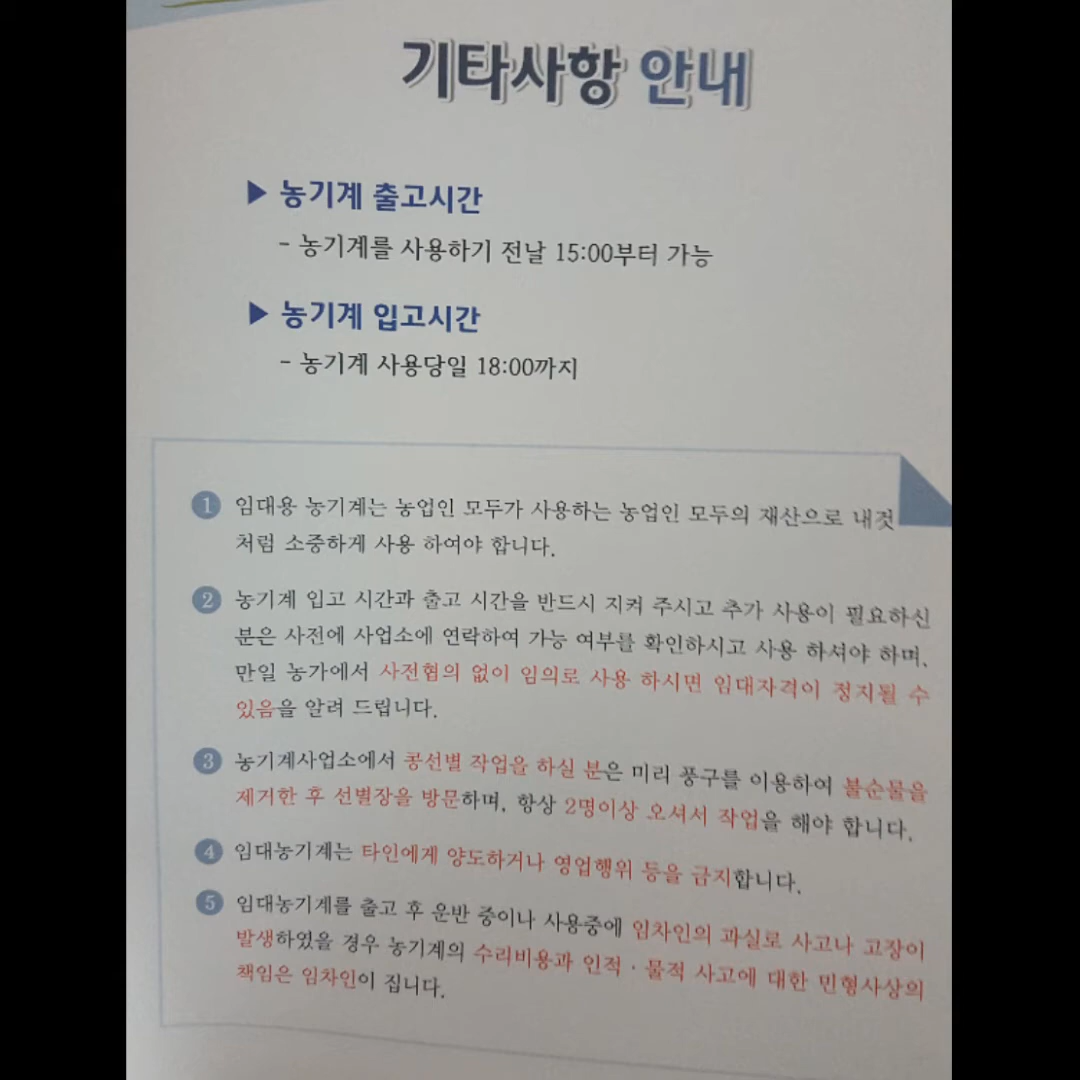 기타사항 안내
▶ 농기계 출고시간
- 농기계를 사용하기 전날 15:00부터 가능
▶ 농기계 입고시간
- 농기계 사용당일 18:00까지
1 임대용 농기계는 농업인 모두가 사용하는 농업인 모두의 재산으로 내것
처럼 소중하게 사용 하여야 합니다.
2 농기계 입고 시간과 출고 시간을 반드시 지켜 주시고 추가 사용이 필요하신
분은 사전에 사업소에 연락하여 가능 여부를 확인하시고 사용 하셔야 하며,
만일 농가에서 사전협의 없이 임의로 사용 하시면 임대자격이 정지될 수
있음을 알려 드립니다.
3 농기계사업소에서 콩선별 작업을 하실 분은 미리 풍구를 이용하여 불순물을
제거한 후 선별장을 방문하며, 항상 2명이상 오셔서 작업을 해야 합니다.
4 임대농기계는 타인에게 양도하거나 영업행위 등을 금지합니다.
5 임대농기계를 출고 후 운반 중이나 사용중에 임차인의 과실로 사고나 고장이
발생하였을 경우 농기계의 수리비용과 인적·물적 사고에 대한 민형사상의
책임은 임차인이 집니다.